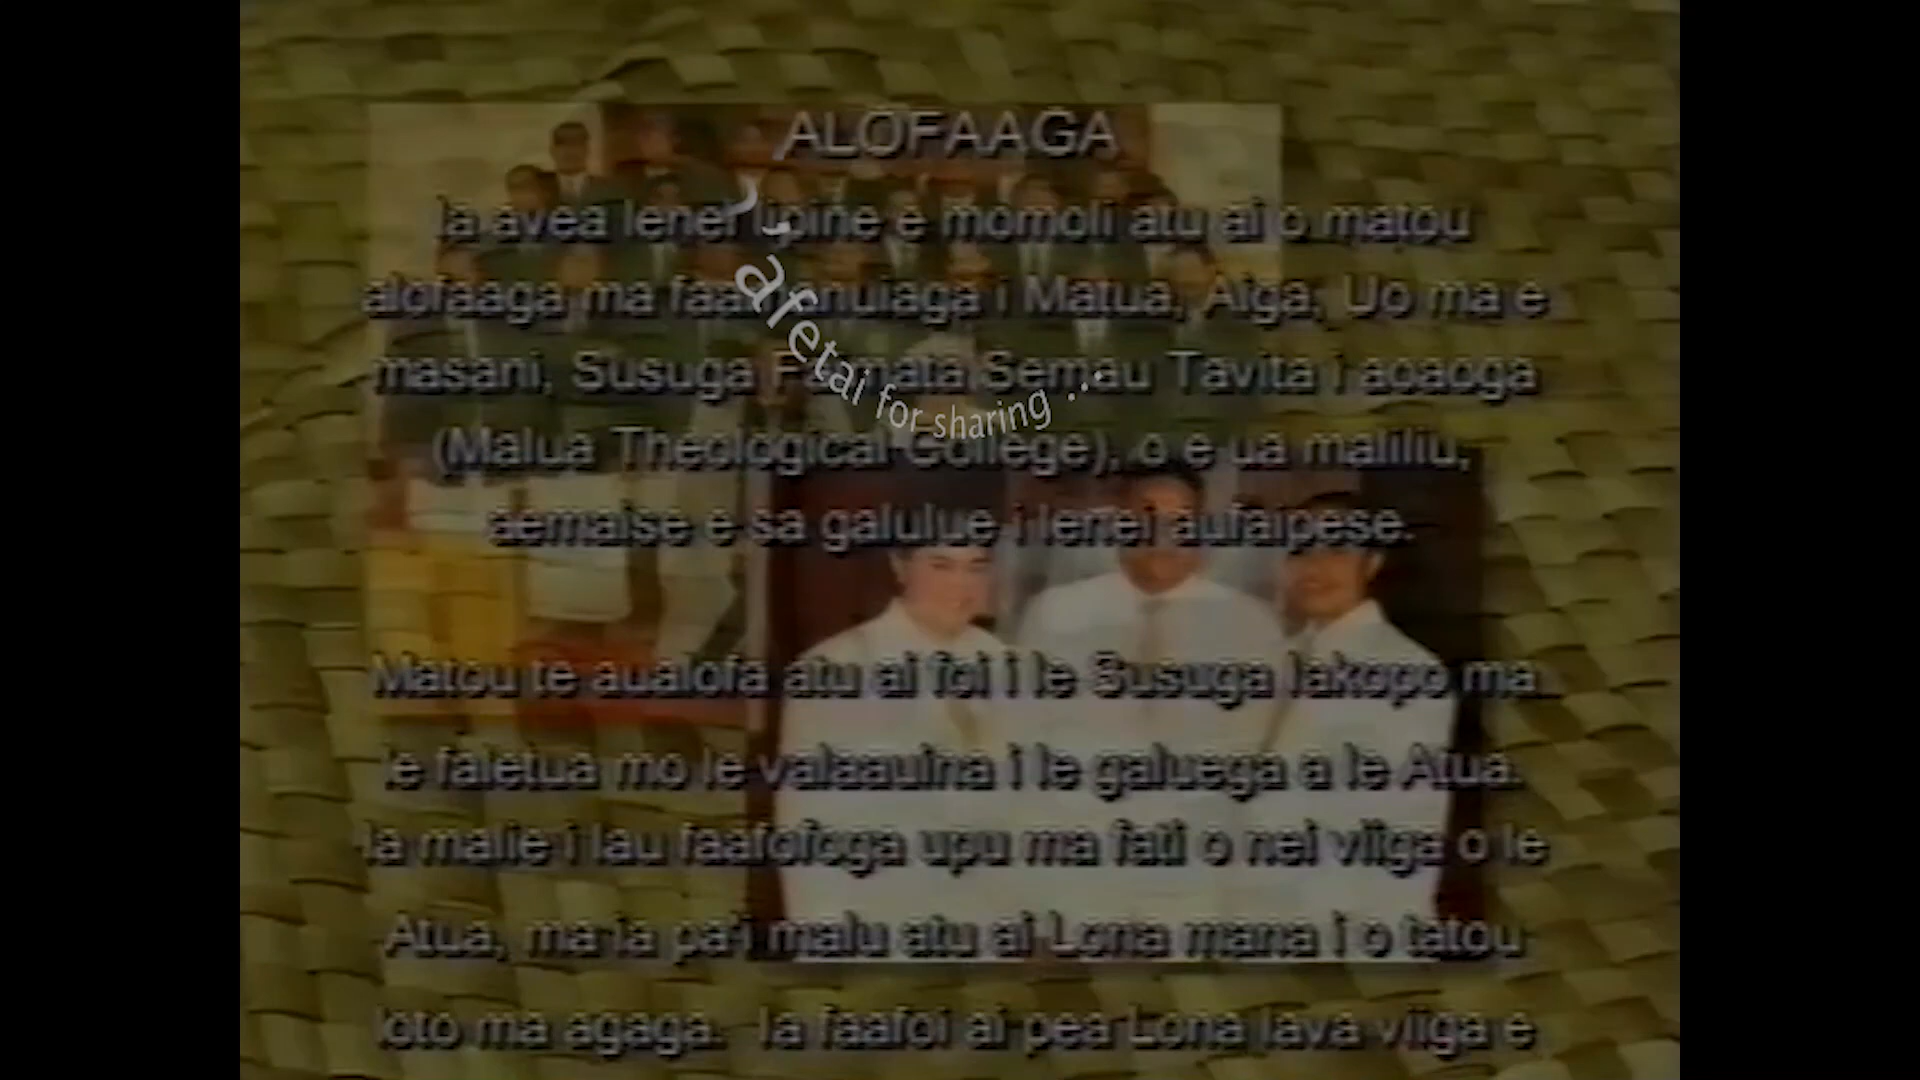 ALOFAAGA
Ia avea lenei lipine e momoli atu ai o matou
alofaaga ma faamanuiaga i Matua, Aiga, Uo ma e
masani, Susuga Semau Tavita i aoaoga
(Malua Theological College), o e ua maliliu,
aemaise e sa galulue i lenei aufaipese.
afetai for sharing ...
Matou te aualofa atu ai foi i le Susuga Iakopo ma
le faletua mo le valaauina i le galuega a le Atua.
Ia malie i lau faafofoga upu ma fati o nei viiga o le
Atua, ma ia pa'i malu atu ai Lona mana i o tatou
loto ma agaga. Ia faafoi ai pea Lona lava viiga e